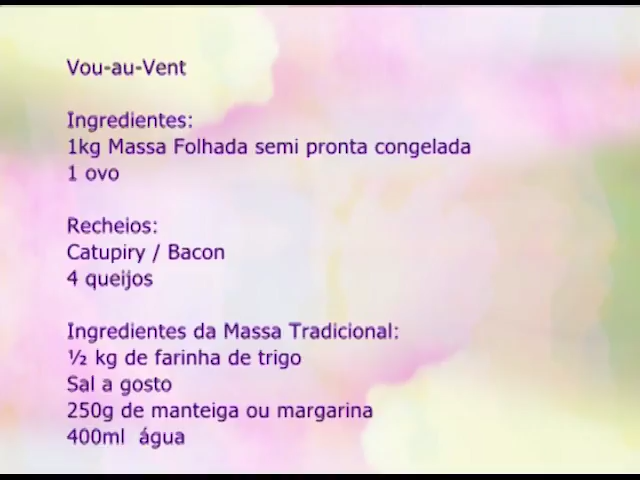 Vou-au-Vent
Ingredientes:
1kg Massa Folhada semi pronta congelada
1 ovo
Recheios:
Catupiry / Bacon
4 queijos
Ingredientes da Massa Tradicional:
½ kg de farinha de trigo
Sal a gosto
250g de manteiga ou margarina
400ml  água